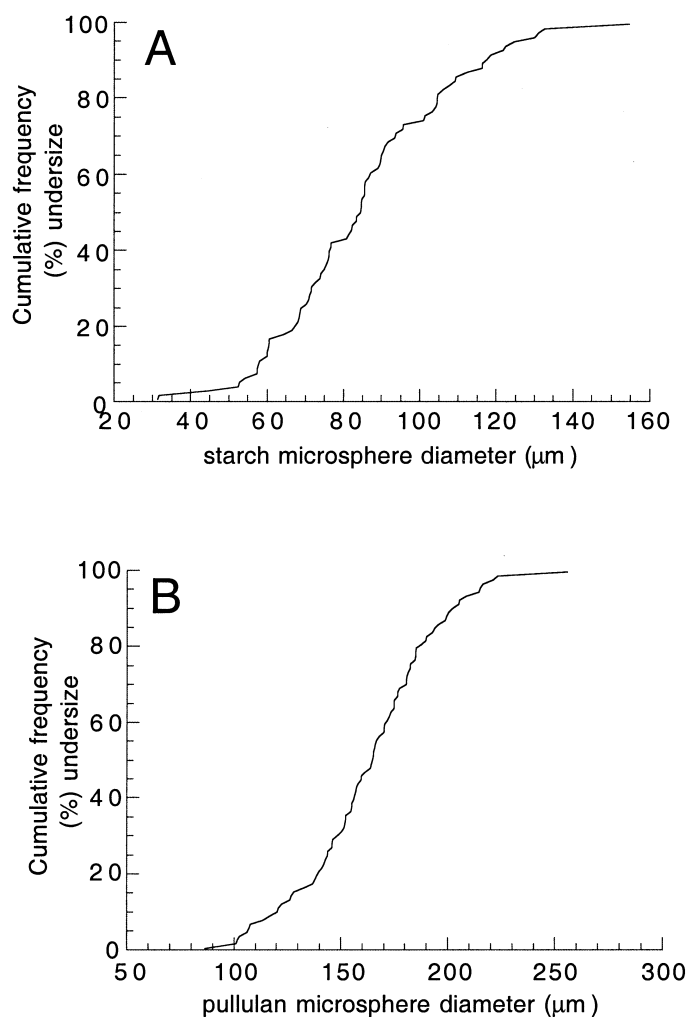 A
Cumulative frequency
(%) undersize
100
80
60
40
20
0
20 40 60 80 100 120 140 160
starch microsphere diameter (μm)
B
Cumulative frequency
(%) undersize
100
80
60
40
20
0
50 100 150 200 250 300
pullulan microsphere diameter (μm)